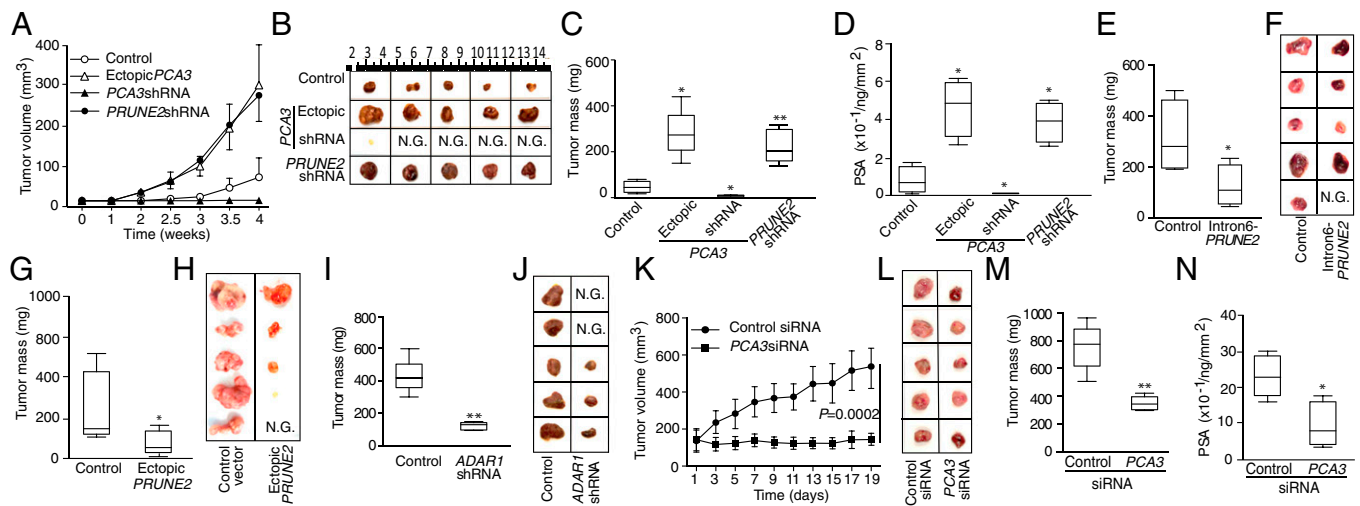 A
Tumor volume (mm3)
400
300
200
100
0
0 1 2 2.5 3 3.5 4
Time (weeks)
Control
EctopicPCA3
PCA3shRNA
PRUNE2shRNA
B
2 3 4 5 6 7 8 9 10 11 12 13 14
Control
PCA3
Ectopic
shRNA
N.G. N.G. N.G. N.G.
PRUNE2
shRNA
C
Tumor mass (mg)
600
400
200
0
*
*
**
Control
Ectopic
shRNA
PRUNE2
shRNA
PCA3
D
PSA (x10-1/ng/mm2)
8
6
4
2
0
*
*
*
Control
Ectopic
shRNA
PRUNE2
shRNA
PCA3
E
Tumor mass (mg)
600
400
200
0
*
Control
Intron6-
PRUNE2
F
N.G.
Control
Intron6-
PRUNE2
G
Tumor mass (mg)
1000
800
600
400
200
0
*
Control
Ectopic
PRUNE2
H
N.G.
Control
vector
Ectopic
PRUNE2
I
Tumor mass (mg)
800
600
400
200
0
**
Control
ADAR1
shRNA
J
N.G.
N.G.
Control
ADAR1
shRNA
K
Tumor volume (mm3)
800
600
400
200
0
Control siRNA
PCA3siRNA
P=0.0002
1 3 5 7 9 11 13 15 17 19
Time (days)
L
Control
siRNA
PCA3
siRNA
M
Tumor mass (mg)
1000
800
600
400
200
0
**
Control
PCA3
siRNA
N
PSA (x10-1/ng/mm2)
40
30
20
10
0
*
Control
PCA3
siRNA